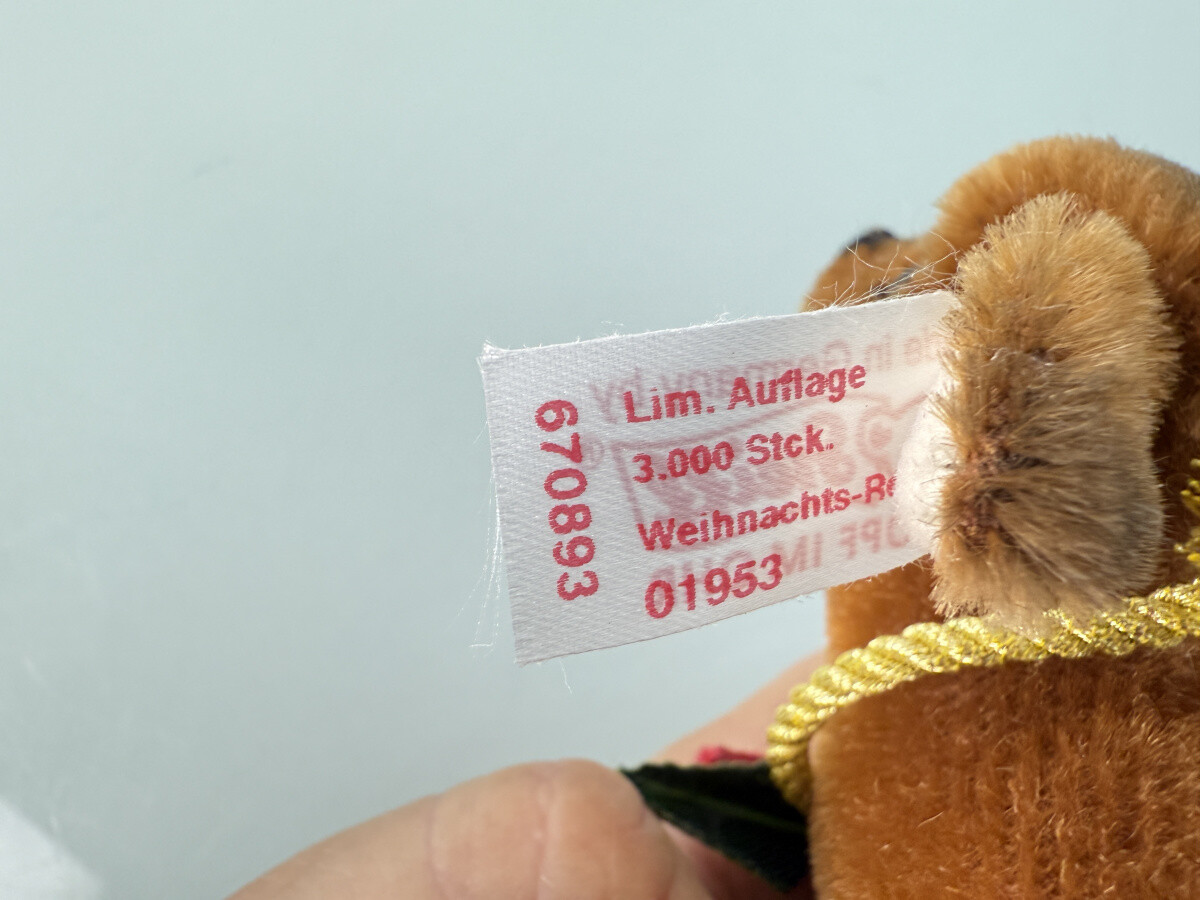 670893
Lim. Auflage
3.000 Stck.
Weihnachts-Re
01953